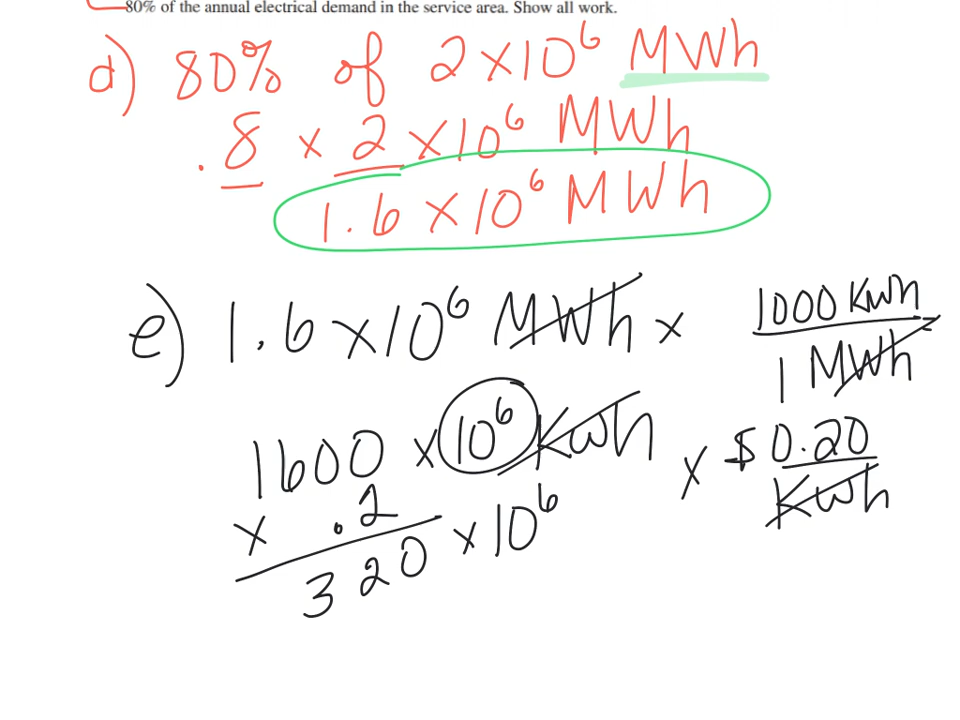 80% of the annual electrical demand in the service area. Show all work.
d) 80% of 2 x 10⁶ MWh
.8 x 2 x 10⁶ MWh
1.6 x 10⁶ MWh
e) 1.6 x 10⁶ MWh x 1000 KWh
1 MWh
1600 x 10⁶ KWh x $0.20
KWh
x .2
320 x 10⁶